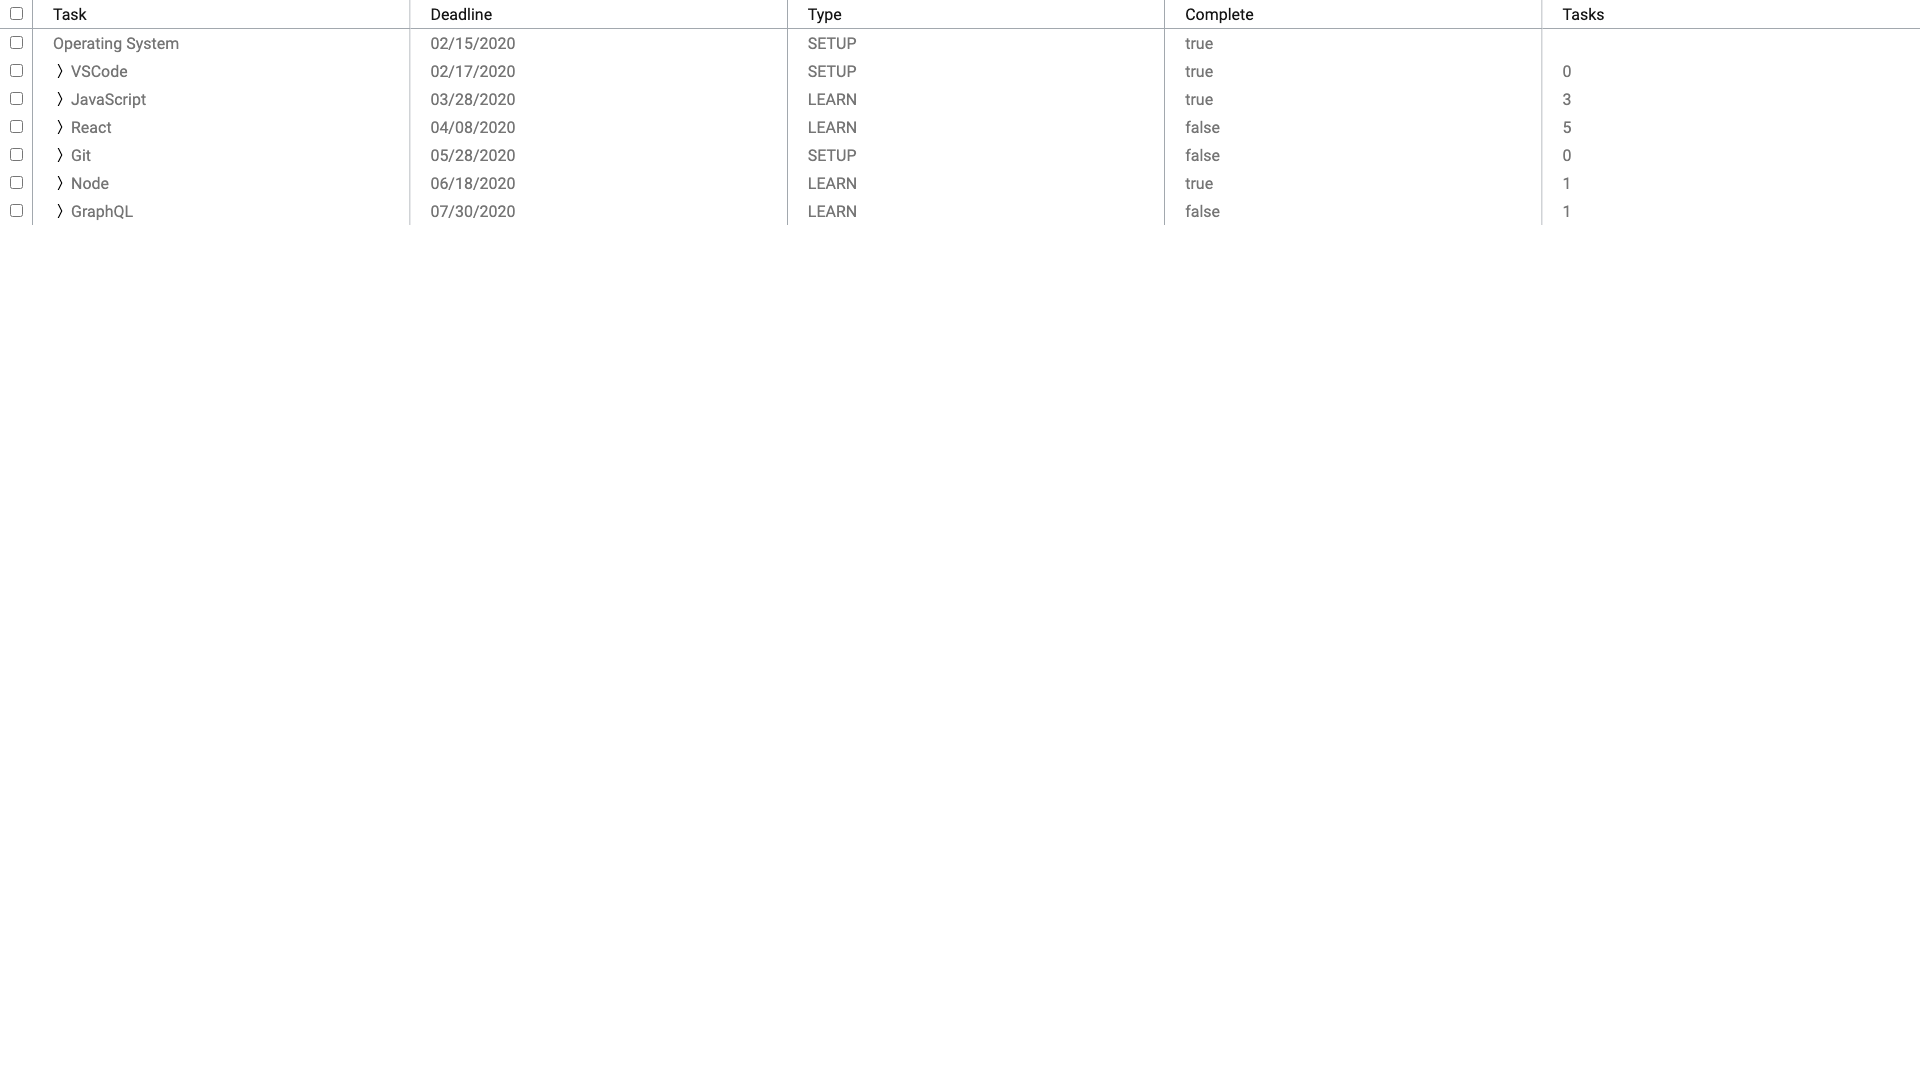 Task Deadline Type Complete Tasks
Operating System 02/15/2020 SETUP true
VSCode 02/17/2020 SETUP true 0
JavaScript 03/28/2020 LEARN true 3
React 04/08/2020 LEARN false 5
Git 05/28/2020 SETUP false 0
Node 06/18/2020 LEARN true 1
GraphQL 07/30/2020 LEARN false 1